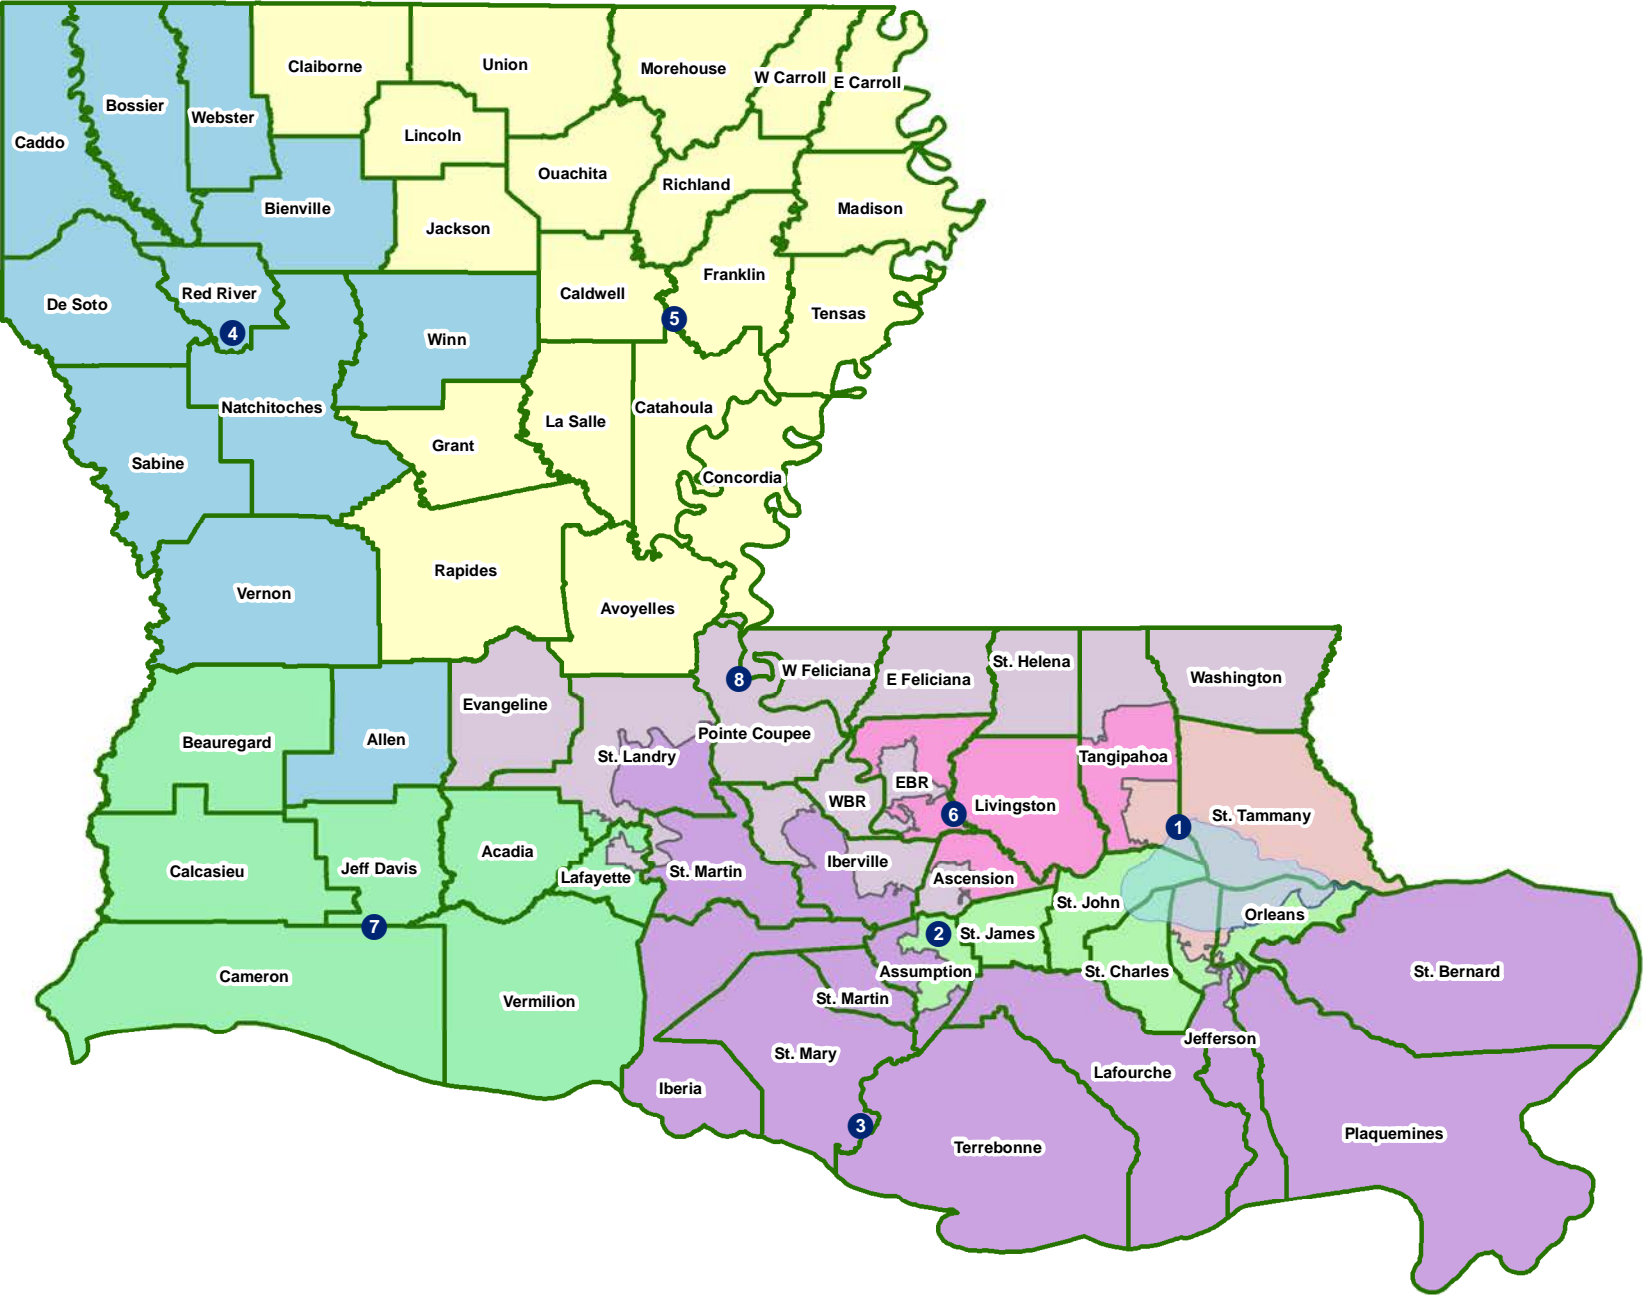 Claiborne
Union
Morehouse
W Carroll
E Carroll
Bossier
Webster
Caddo
Lincoln
Ouachita
Richland
Bienville
Madison
Jackson
Franklin
Red River
Caldwell
De Soto
Tensas
5
4
Winn
Natchitoches
Catahoula
La Salle
Grant
Sabine
Concordia
Rapides
Vernon
Avoyelles
St. Helena
W Feliciana
8
E Feliciana
Washington
Evangeline
Pointe Coupee
Beauregard
Allen
St. Landry
Tangipahoa
EBR
WBR
Livingston
6
St. Tammany
1
Acadia
Iberville
Jeff Davis
Calcasieu
St. Martin
Lafayette
Ascension
St. John
Orleans
7
2
St. James
Cameron
Assumption
St. Charles
St. Bernard
Vermilion
St. Martin
Jefferson
St. Mary
Lafourche
Iberia
3
Plaquemines
Terrebonne